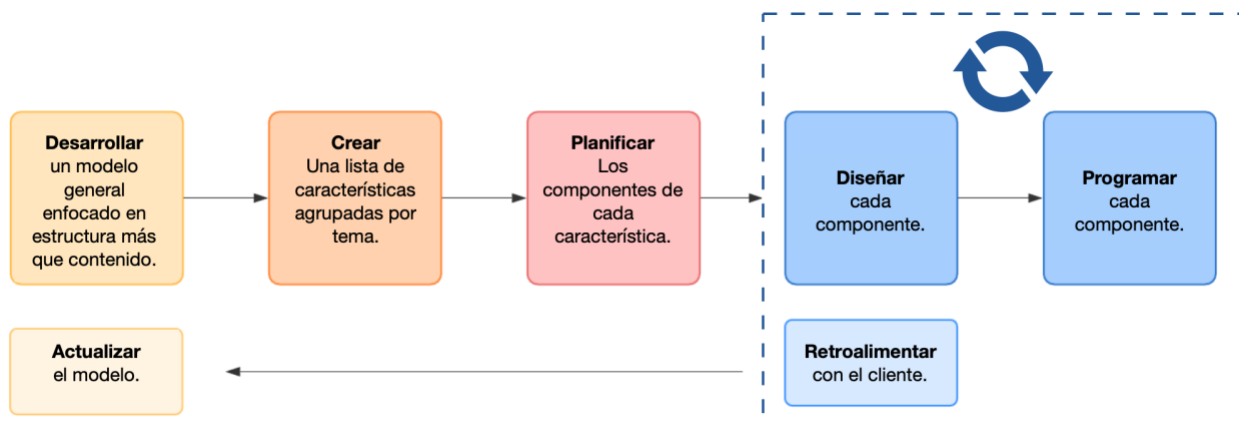 Desarrollar
un modelo
general
enfocado en
estructura más
que contenido.
Crear
Una lista de
características
agrupadas por
tema.
Planificar
Los
componentes de
cada
característica.
Diseñar
cada
componente.
Programar
cada
componente.
Actualizar
el modelo.
Retroalimentar
con el cliente.